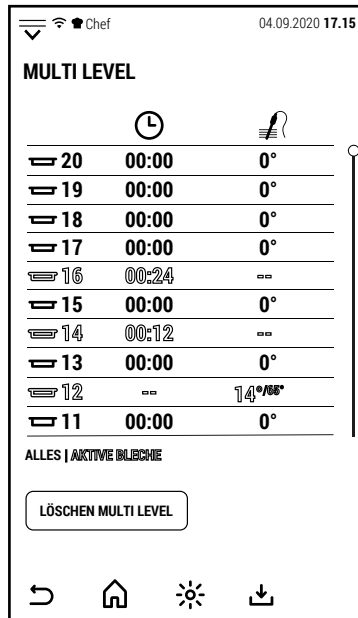 Chef 04.09.2020 17.15
MULTI LEVEL
20 00:00 0°
19 00:00 0°
18 00:00 0°
17 00:00 0°
16 00:24 --
15 00:00 0°
14 00:12 --
13 00:00 0°
12 -- 14°/65°
11 00:00 0°
ALLES | AKTIVE BLECHE
LÖSCHEN MULTI LEVEL